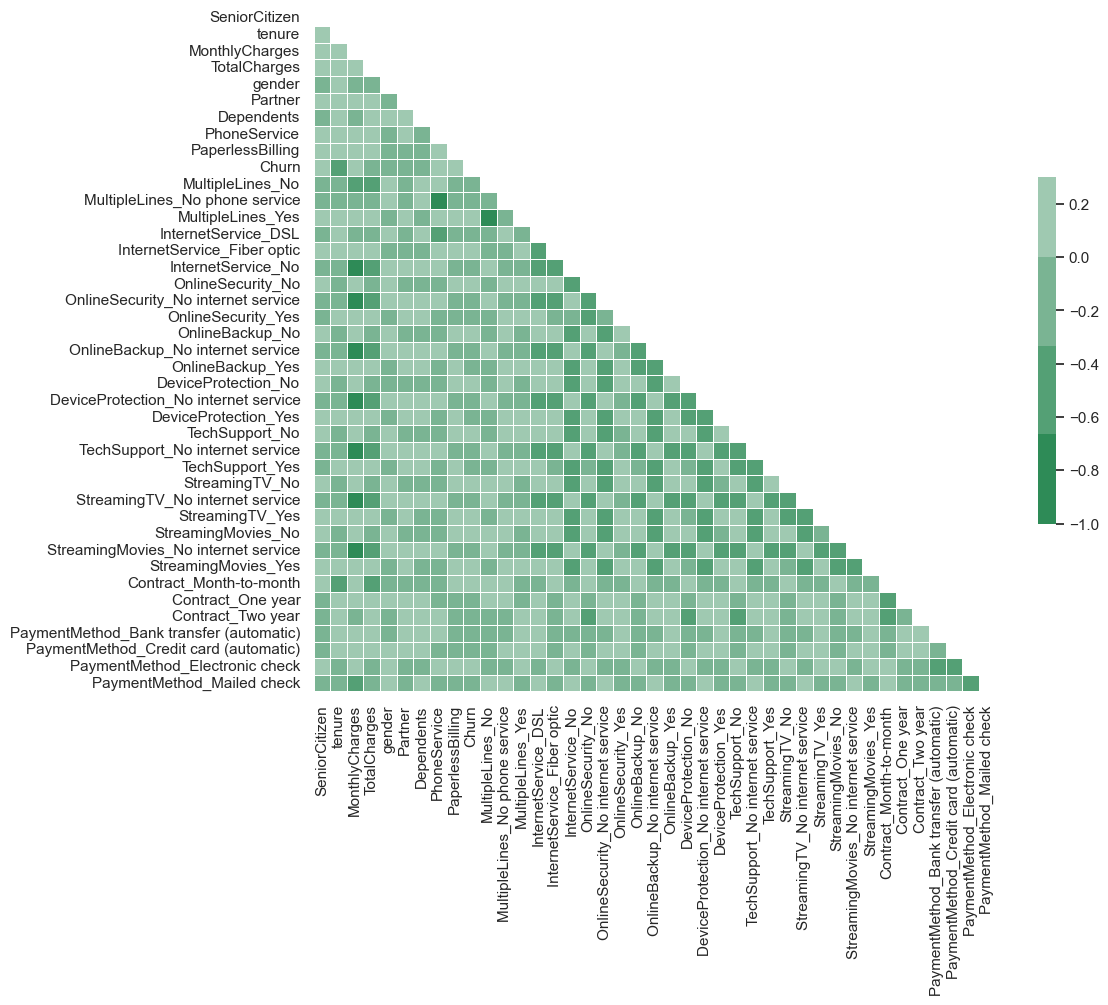 SeniorCitizen
tenure
MonthlyCharges
TotalCharges
gender
Partner
Dependents
PhoneService
PaperlessBilling
Churn
MultipleLines_No
MultipleLines_No phone service
MultipleLines_Yes
InternetService_DSL
InternetService_Fiber optic
InternetService_No
OnlineSecurity_No
OnlineSecurity_No internet service
OnlineSecurity_Yes
OnlineBackup_No
OnlineBackup_No internet service
OnlineBackup_Yes
DeviceProtection_No
DeviceProtection_No internet service
DeviceProtection_Yes
TechSupport_No
TechSupport_No internet service
TechSupport_Yes
StreamingTV_No
StreamingTV_No internet service
StreamingTV_Yes
StreamingMovies_No
StreamingMovies_No internet service
StreamingMovies_Yes
Contract_Month-to-month
Contract_One year
Contract_Two year
PaymentMethod_Bank transfer (automatic)
PaymentMethod_Credit card (automatic)
PaymentMethod_Electronic check
PaymentMethod_Mailed check
SeniorCitizen
tenure
MonthlyCharges
TotalCharges
gender
Partner
Dependents
PhoneService
PaperlessBilling
Churn
MultipleLines_No
MultipleLines_No phone service
MultipleLines_Yes
InternetService_DSL
InternetService_Fiber optic
InternetService_No
OnlineSecurity_No
OnlineSecurity_No internet service
OnlineSecurity_Yes
OnlineBackup_No
OnlineBackup_No internet service
OnlineBackup_Yes
DeviceProtection_No
DeviceProtection_No internet service
DeviceProtection_Yes
TechSupport_No
TechSupport_No internet service
TechSupport_Yes
StreamingTV_No
StreamingTV_No internet service
StreamingTV_Yes
StreamingMovies_No
StreamingMovies_No internet service
StreamingMovies_Yes
Contract_Month-to-month
Contract_One year
Contract_Two year
PaymentMethod_Bank transfer (automatic)
PaymentMethod_Credit card (automatic)
PaymentMethod_Electronic check
PaymentMethod_Mailed check
0.2
0.0
−0.2
−0.4
−0.6
−0.8
−1.0